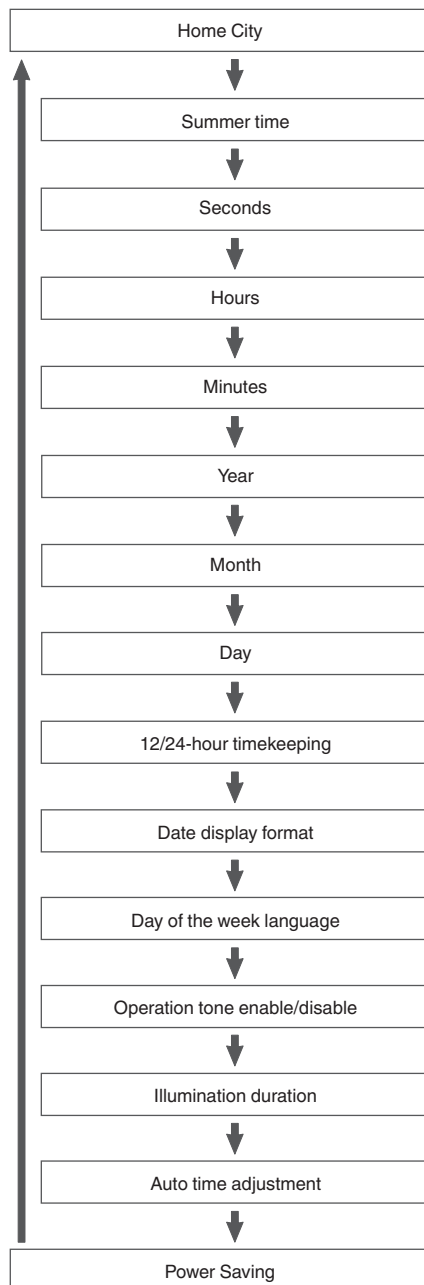 Home City
Summer time
Seconds
Hours
Minutes
Year
Month
Day
12/24-hour timekeeping
Date display format
Day of the week language
Operation tone enable/disable
Illumination duration
Auto time adjustment
Power Saving